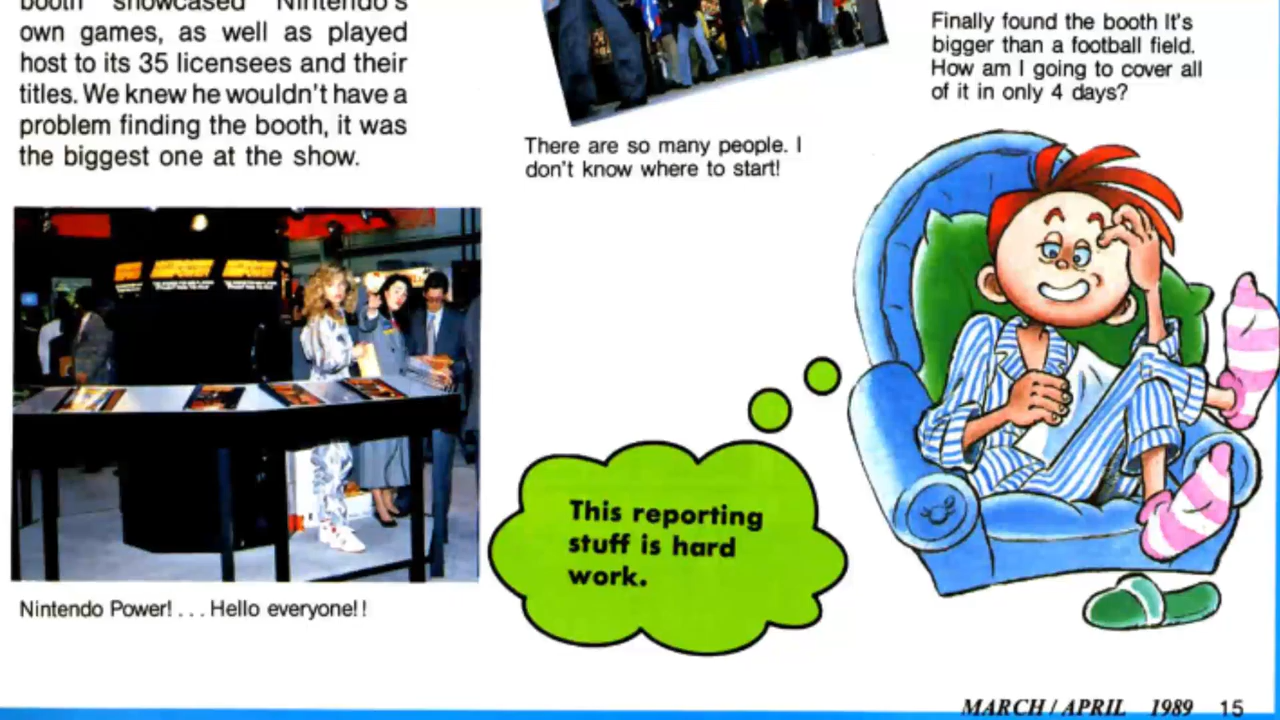 booth showcased Nintendo's
own games, as well as played
host to its 35 licensees and their
titles. We knew he wouldn't have a
problem finding the booth, it was
the biggest one at the show.
Nintendo Power! . . . Hello everyone!!
There are so many people. I
don't know where to start!
Finally found the booth It's
bigger than a football field.
How am I going to cover all
of it in only 4 days?
This reporting
stuff is hard
work.
MARCH / APRIL 1989 15